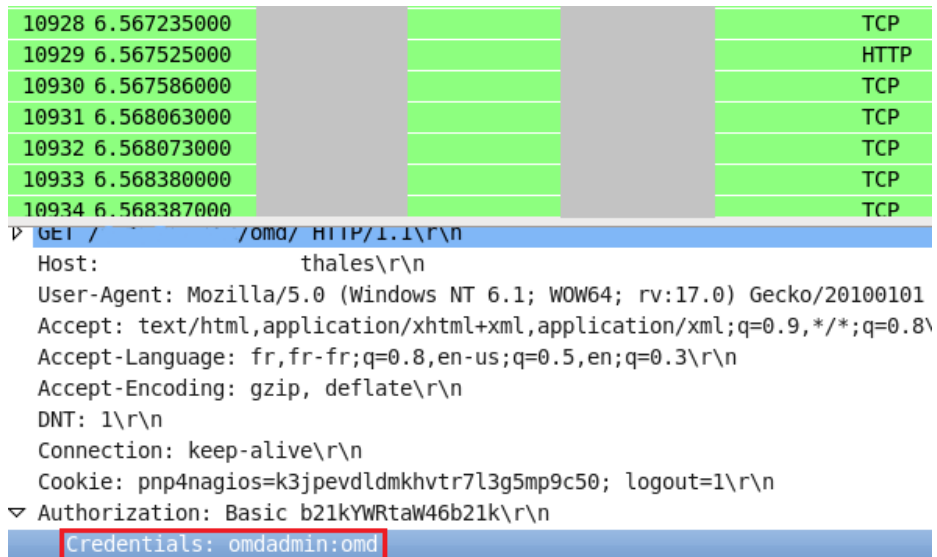 10928 6.567235000 TCP
10929 6.567525000 HTTP
10930 6.567586000 TCP
10931 6.568063000 TCP
10932 6.568073000 TCP
10933 6.568380000 TCP
10934 6.568387000 TCP
GET / /omd/ HTTP/1.1\r\n
Host: thales\r\n
User-Agent: Mozilla/5.0 (Windows NT 6.1; WOW64; rv:17.0) Gecko/20100101
Accept: text/html,application/xhtml+xml,application/xml;q=0.9,*/*;q=0.8\
Accept-Language: fr,fr-fr;q=0.8,en-us;q=0.5,en;q=0.3\r\n
Accept-Encoding: gzip, deflate\r\n
DNT: 1\r\n
Connection: keep-alive\r\n
Cookie: pnp4nagios=k3jpevdldmkhvtr7l3g5mp9c50; logout=1\r\n
Authorization: Basic b21kYWRtaW46b21k\r\n
Credentials: omdadmin:omd